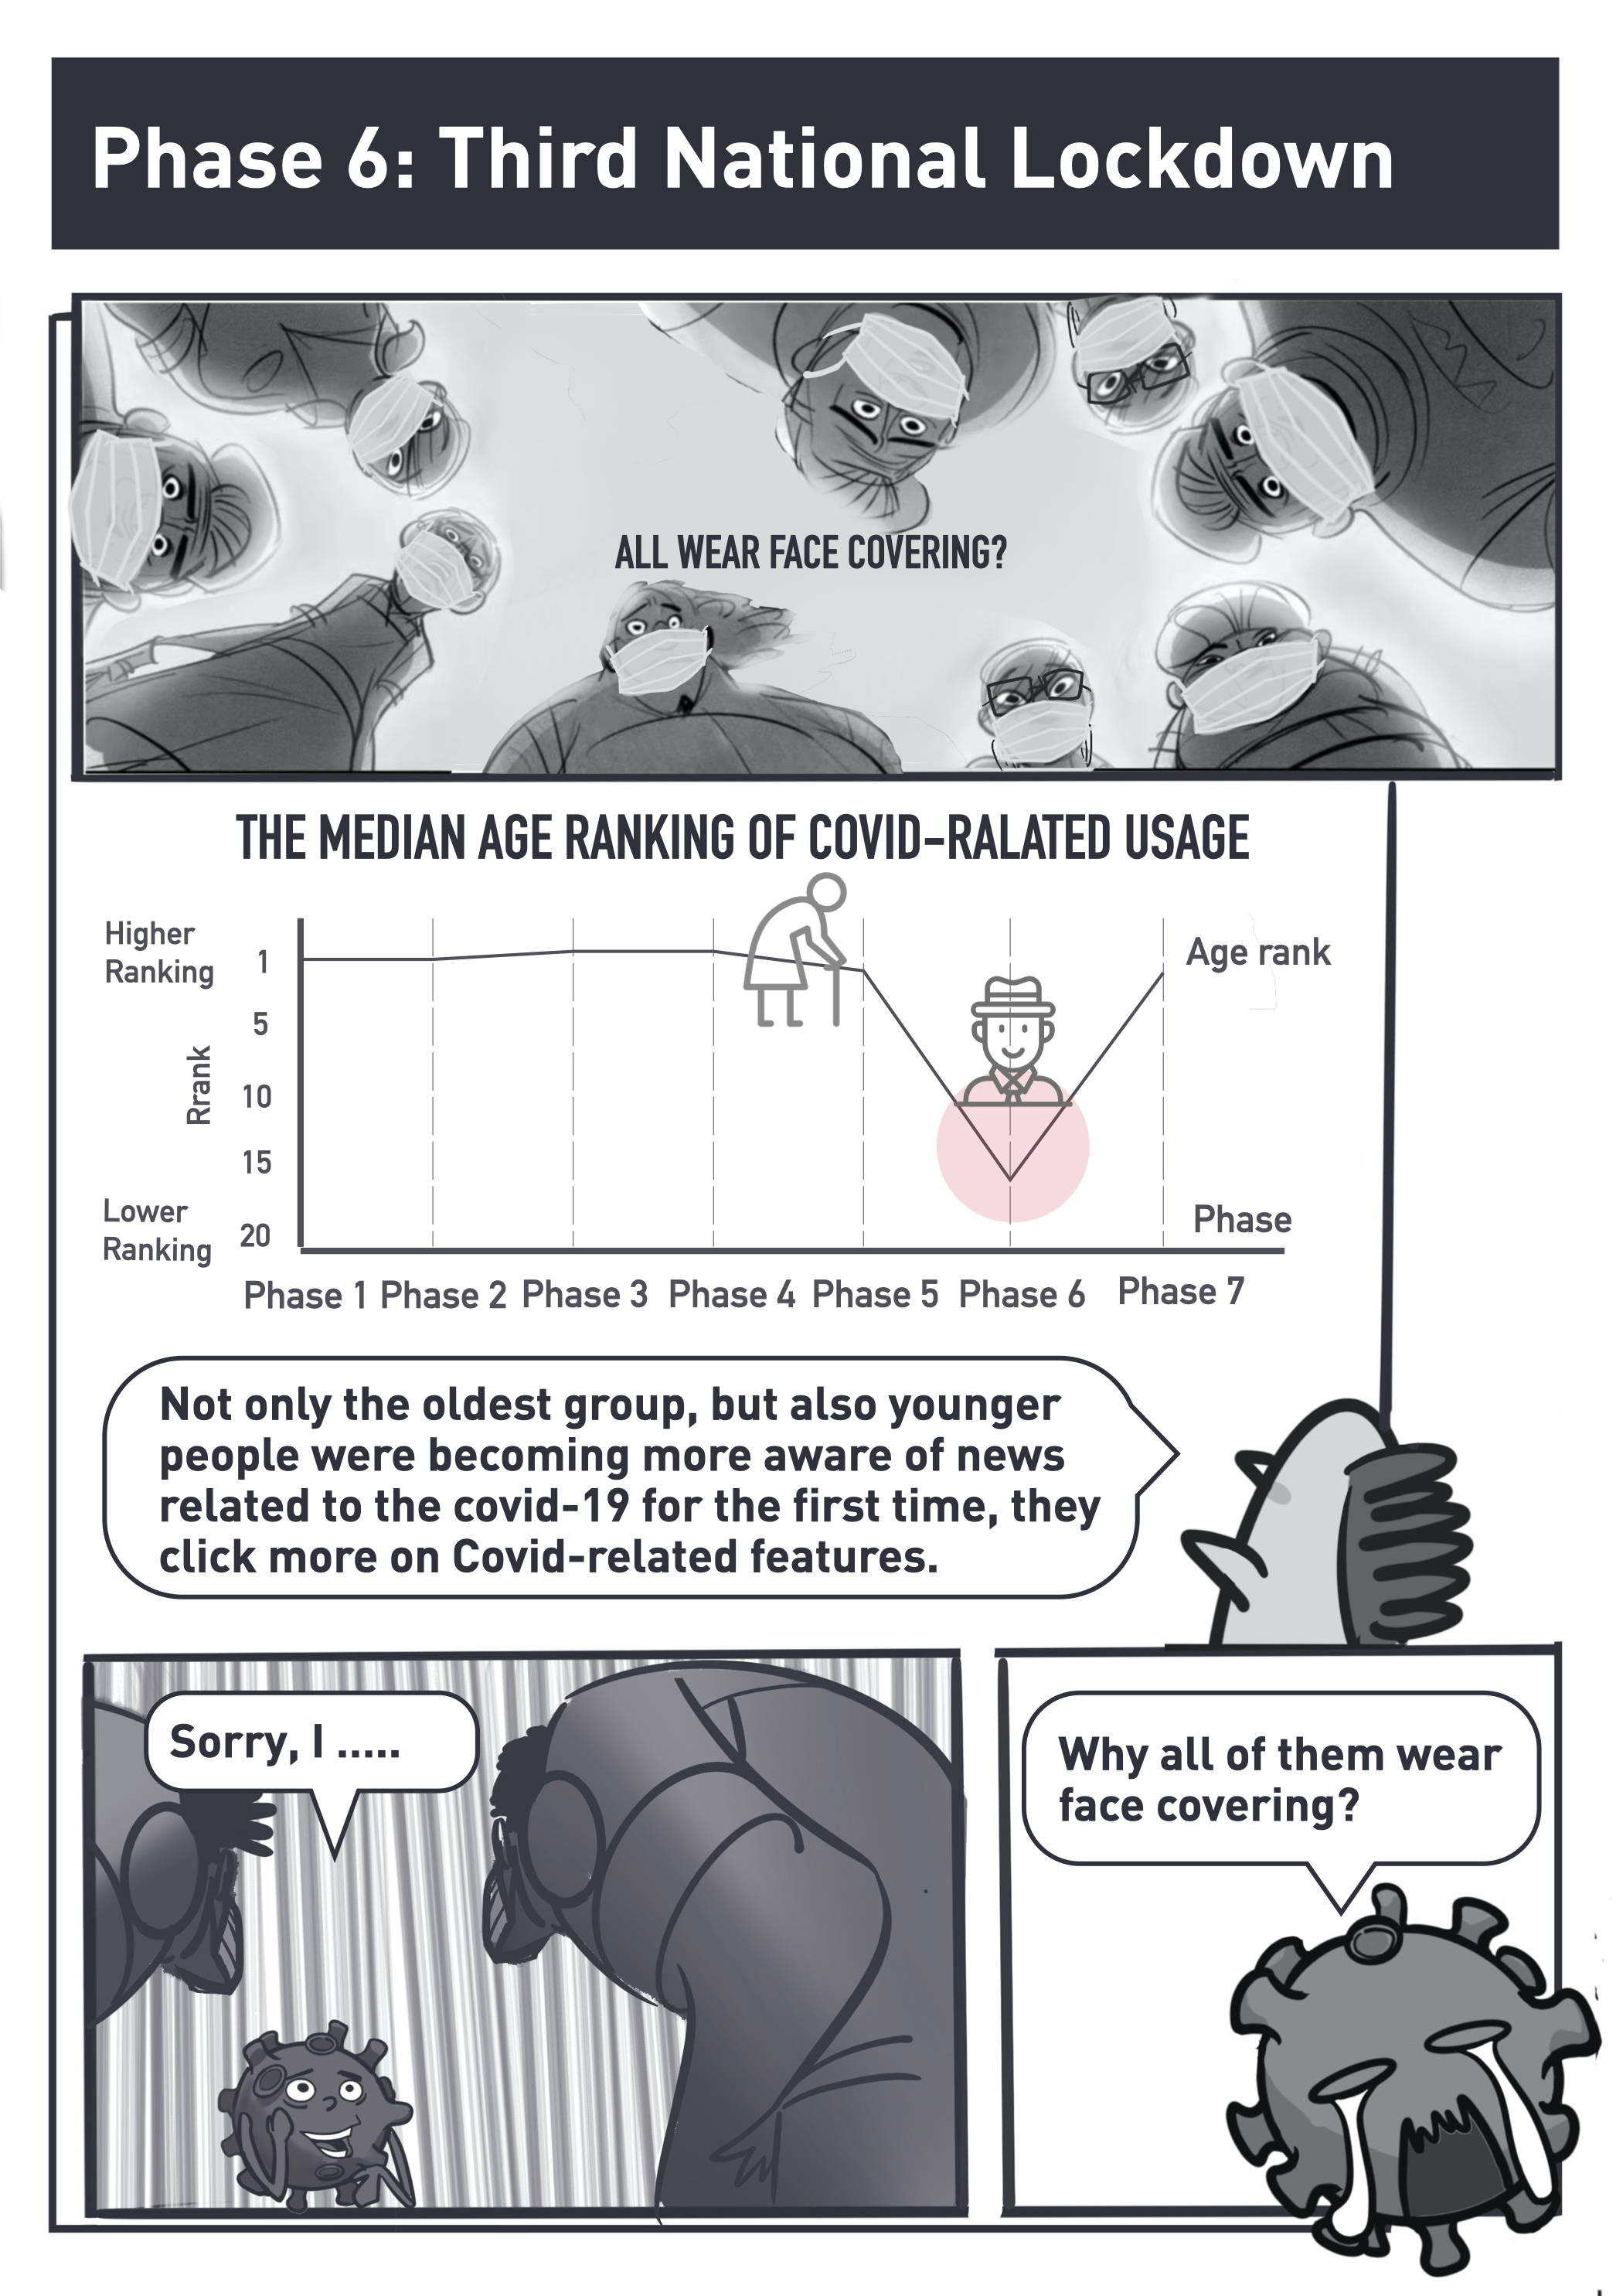 Phase 6: Third National Lockdown
ALL WEAR FACE COVERING?
THE MEDIAN AGE RANKING OF COVID-RALATED USAGE
Higher
Ranking
1
5
10
15
20
Rrank
Lower
Ranking
Age rank
Phase
Phase 1 Phase 2 Phase 3 Phase 4 Phase 5 Phase 6 Phase 7
Not only the oldest group, but also younger
people were becoming more aware of news
related to the covid-19 for the first time, they
click more on Covid-related features.
Sorry, I .....
Why all of them wear
face covering?